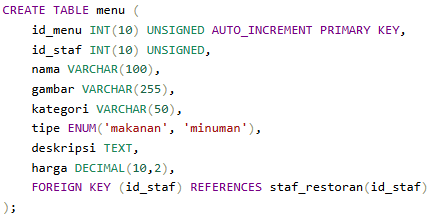 CREATE TABLE menu (
    id_menu INT(10) UNSIGNED AUTO_INCREMENT PRIMARY KEY,
    id_staf INT(10) UNSIGNED,
    nama VARCHAR(100),
    gambar VARCHAR(255),
    kategori VARCHAR(50),
    tipe ENUM('makanan', 'minuman'),
    deskripsi TEXT,
    harga DECIMAL(10,2),
    FOREIGN KEY (id_staf) REFERENCES staf_restoran(id_staf)
);